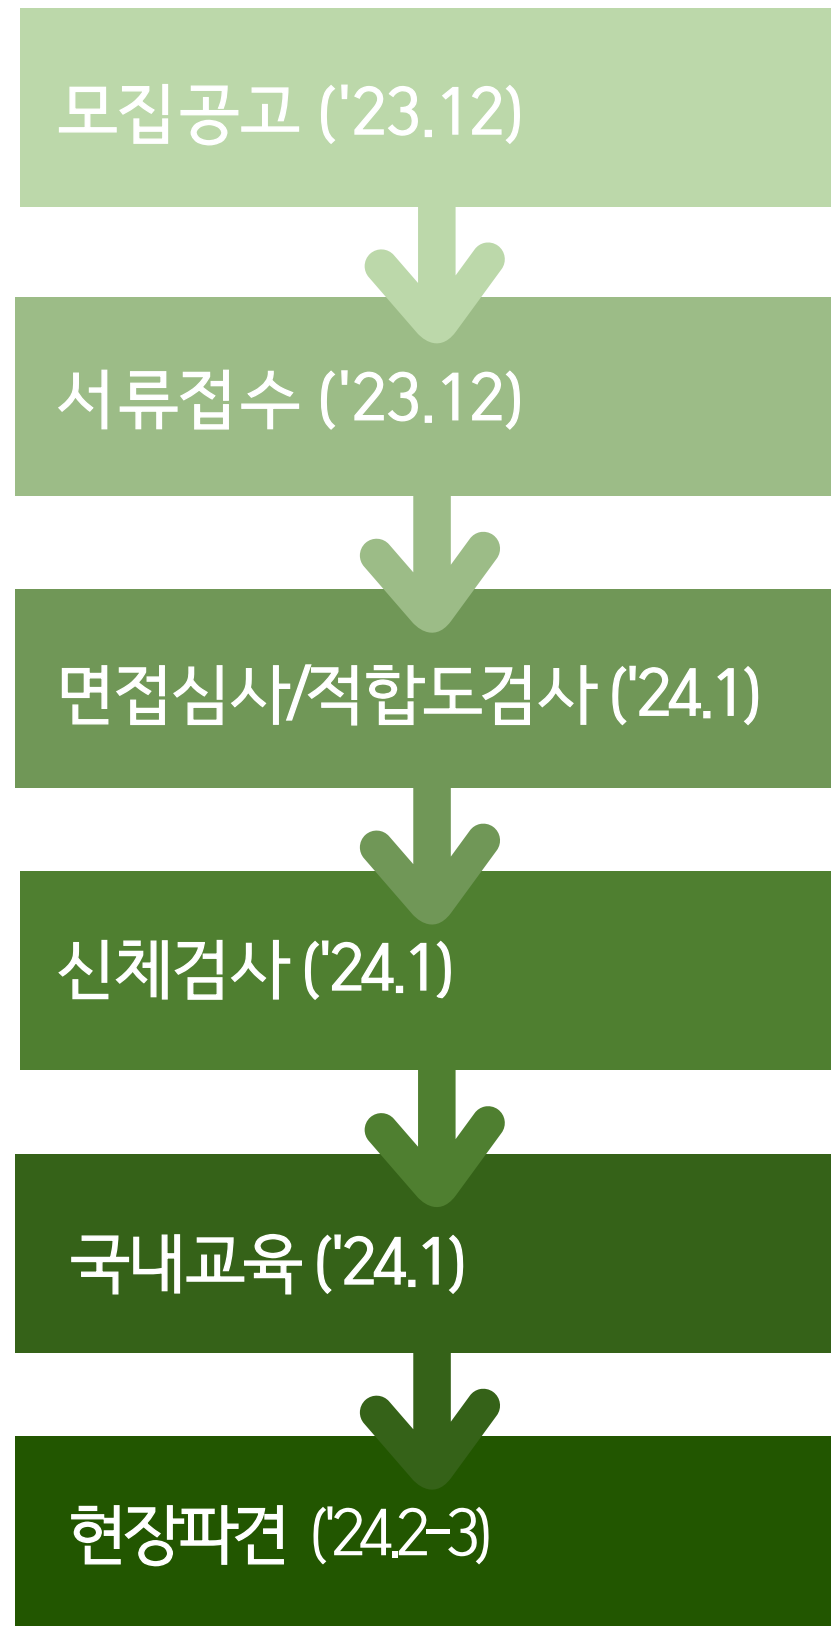 모집공고 ('23.12)
서류접수 ('23.12)
면접심사/적합도검사 ('24.1)
신체검사 ('24.1)
국내교육 ('24.1)
현장파견 ('24.2-3)